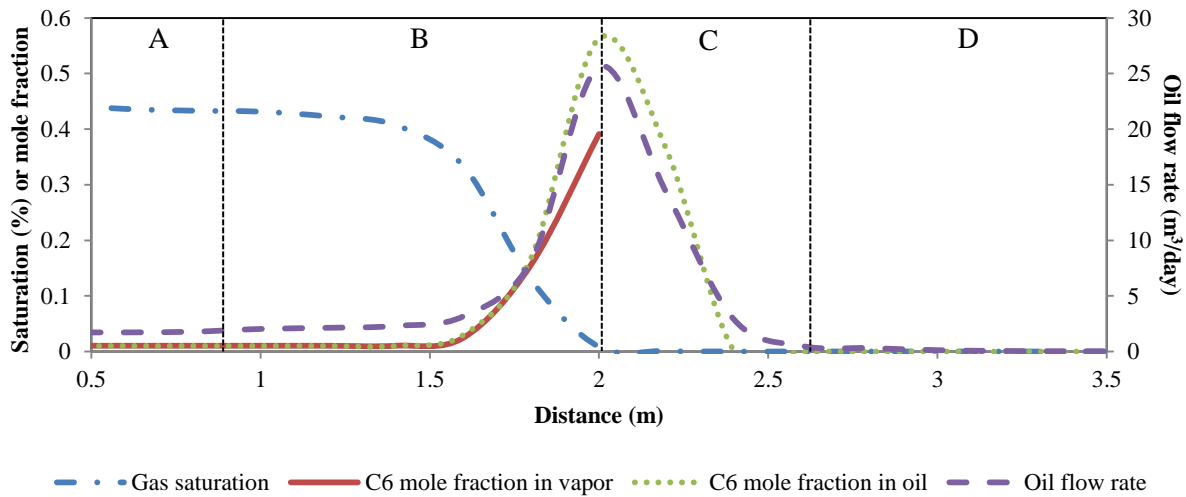 A B C D
Saturation (%) or mole fraction
0.6
0.5
0.4
0.3
0.2
0.1
0
30
25
20
15
10
5
0
Oil flow rate (m³/day)
0.5 1 1.5 2 2.5 3 3.5
Distance (m)
Gas saturation C6 mole fraction in vapor C6 mole fraction in oil Oil flow rate